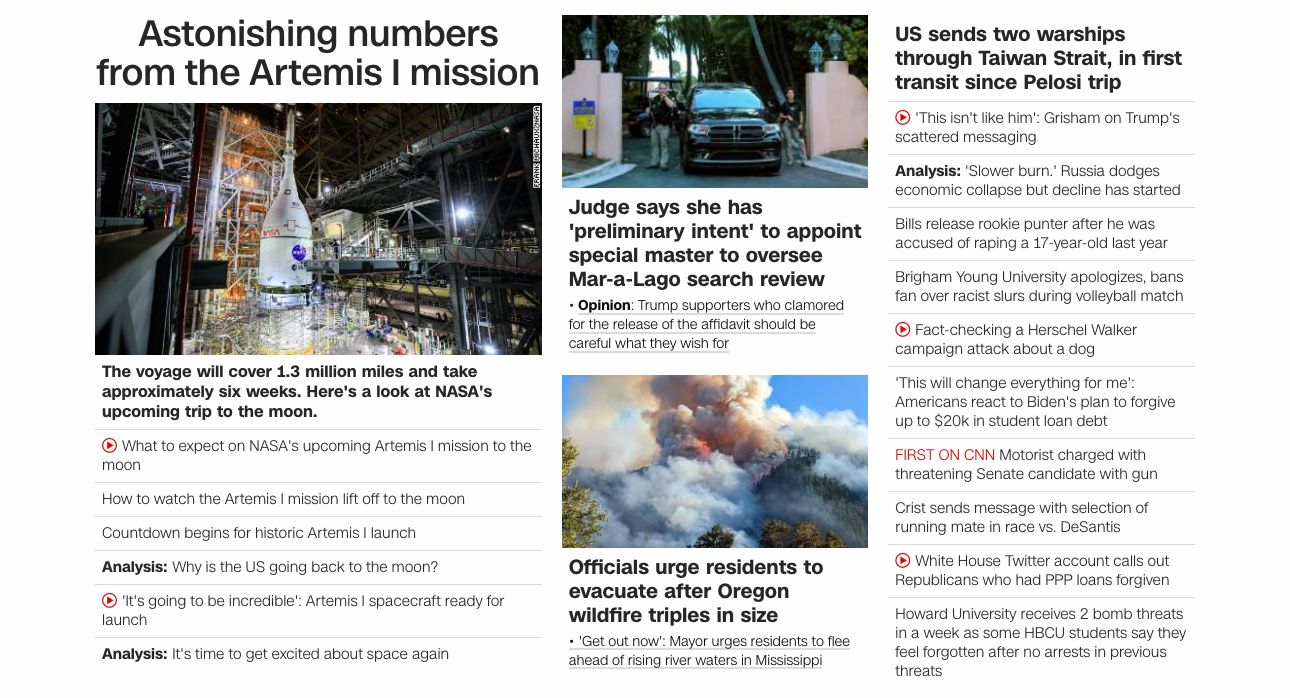 Astonishing numbers
from the Artemis I mission
FRANK MICHAUX/NASA
NASA
The voyage will cover 1.3 million miles and take
approximately six weeks. Here's a look at NASA's
upcoming trip to the moon.
What to expect on NASA's upcoming Artemis I mission to the
moon
How to watch the Artemis I mission lift off to the moon
Countdown begins for historic Artemis I launch
Analysis: Why is the US going back to the moon?
'It's going to be incredible': Artemis I spacecraft ready for
launch
Analysis: It's time to get excited about space again
Judge says she has
'preliminary intent' to appoint
special master to oversee
Mar-a-Lago search review
• Opinion: Trump supporters who clamored
for the release of the affidavit should be
careful what they wish for
Officials urge residents to
evacuate after Oregon
wildfire triples in size
• 'Get out now': Mayor urges residents to flee
ahead of rising river waters in Mississippi
US sends two warships
through Taiwan Strait, in first
transit since Pelosi trip
'This isn't like him': Grisham on Trump's
scattered messaging
Analysis: 'Slower burn.' Russia dodges
economic collapse but decline has started
Bills release rookie punter after he was
accused of raping a 17-year-old last year
Brigham Young University apologizes, bans
fan over racist slurs during volleyball match
Fact-checking a Herschel Walker
campaign attack about a dog
'This will change everything for me':
Americans react to Biden's plan to forgive
up to $20k in student loan debt
FIRST ON CNN Motorist charged with
threatening Senate candidate with gun
Crist sends message with selection of
running mate in race vs. DeSantis
White House Twitter account calls out
Republicans who had PPP loans forgiven
Howard University receives 2 bomb threats
in a week as some HBCU students say they
feel forgotten after no arrests in previous
threats